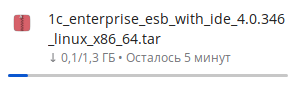 1c_enterprise_esb_with_ide_4.0.346
_linux_x86_64.tar
↓ 0,1/1,3 ГБ • Осталось 5 минут